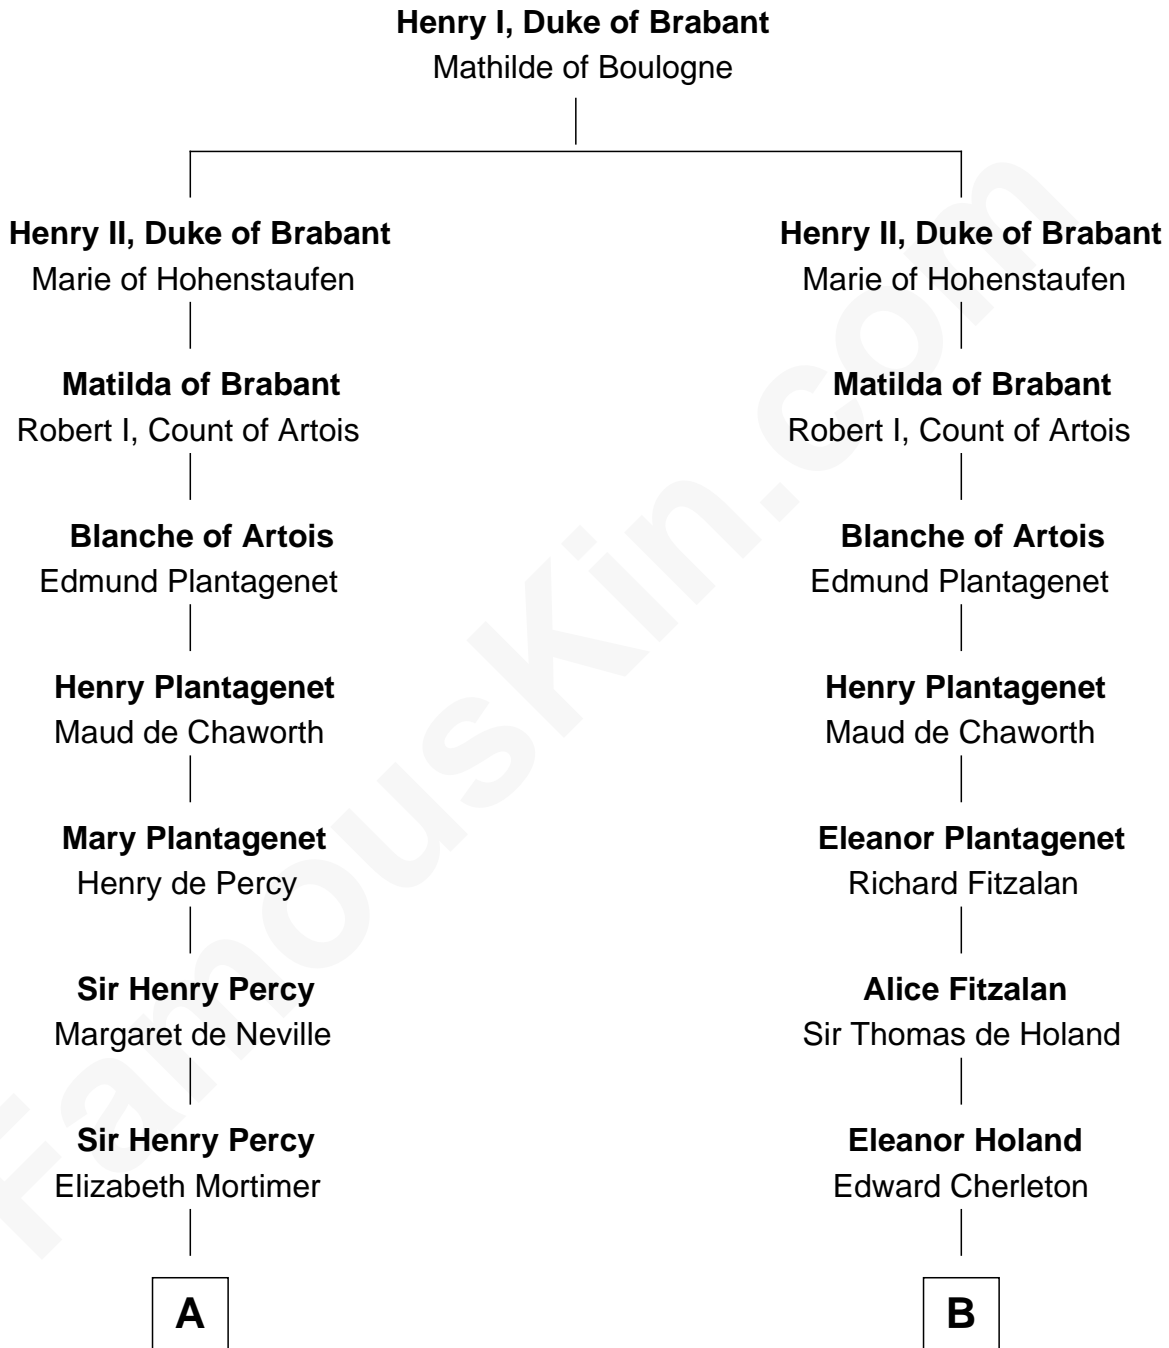 Henry I, Duke of Brabant
Mathilde of Boulogne
Henry II, Duke of Brabant
Marie of Hohenstaufen
Matilda of Brabant
Robert I, Count of Artois
Blanche of Artois
Edmund Plantagenet
Henry Plantagenet
Maud de Chaworth
Mary Plantagenet
Henry de Percy
Sir Henry Percy
Margaret de Neville
Sir Henry Percy
Elizabeth Mortimer
A
Henry II, Duke of Brabant
Marie of Hohenstaufen
Matilda of Brabant
Robert I, Count of Artois
Blanche of Artois
Edmund Plantagenet
Henry Plantagenet
Maud de Chaworth
Eleanor Plantagenet
Richard Fitzalan
Alice Fitzalan
Sir Thomas de Holand
Eleanor Holand
Edward Cherleton
B
FamousKin.com